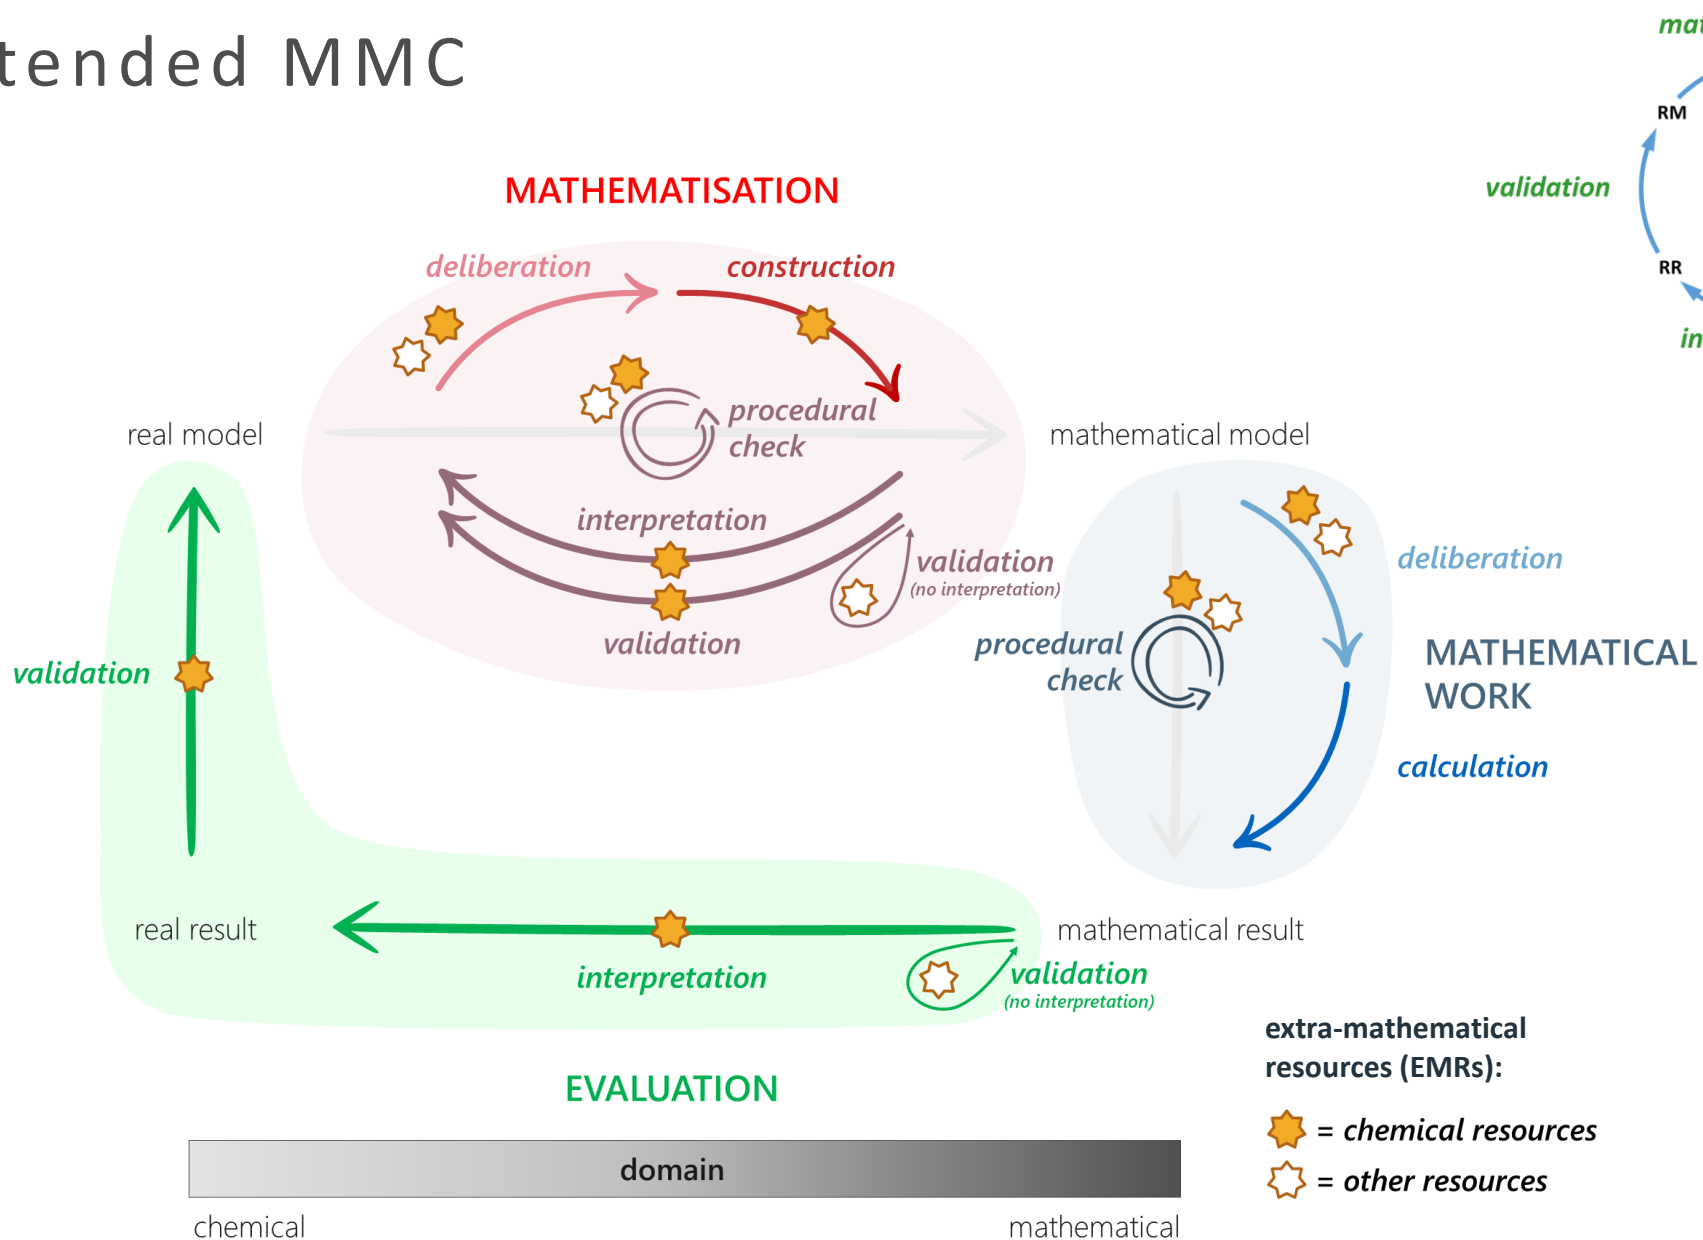 tended MMC
mat
RM
validation
RR
in
MATHEMATISATION
deliberation
construction
procedural
check
real model
mathematical model
interpretation
validation
(no interpretation)
validation
deliberation
procedural
check
MATHEMATICAL
WORK
calculation
validation
real result
mathematical result
interpretation
validation
(no interpretation)
EVALUATION
extra-mathematical
resources (EMRs):
= chemical resources
= other resources
domain
chemical
mathematical